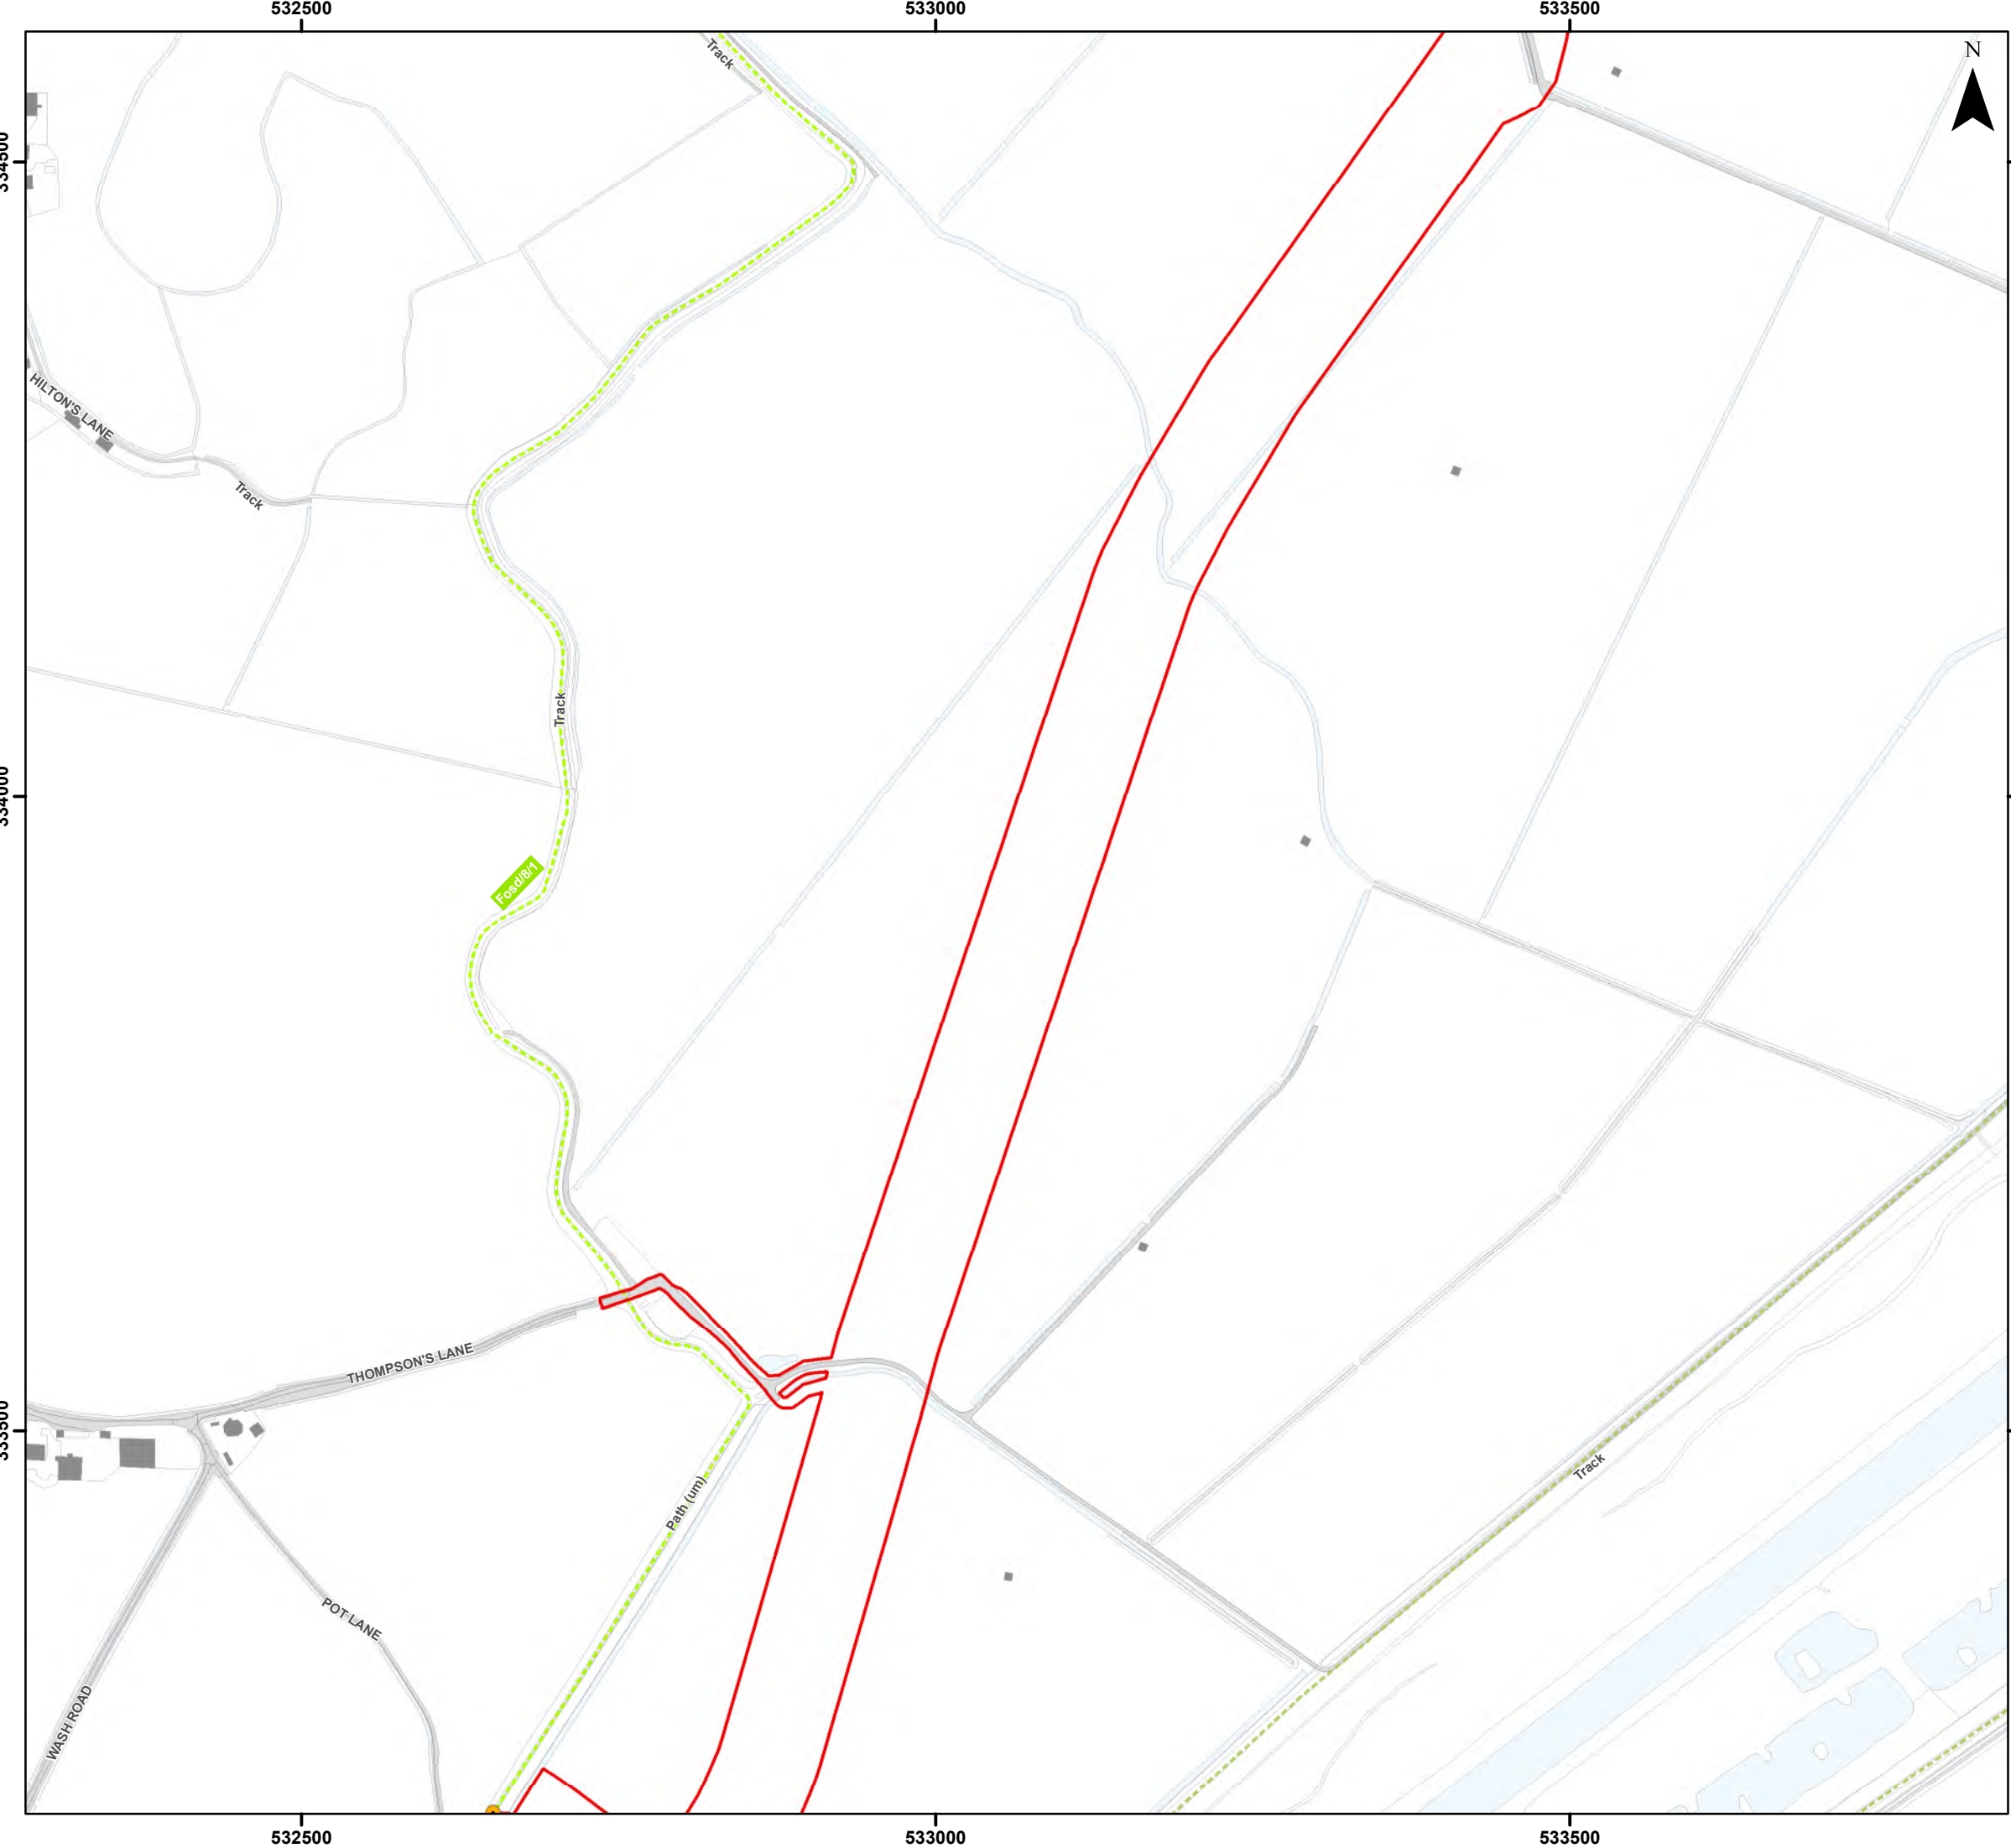 532500
533000
533500
N
Track
334500
HILTON'S LANE
Track
Track
334000
Fosd/8/1
THOMPSON'S LANE
333500
Track
Path (um)
POT LANE
WASH ROAD
532500
533000
533500